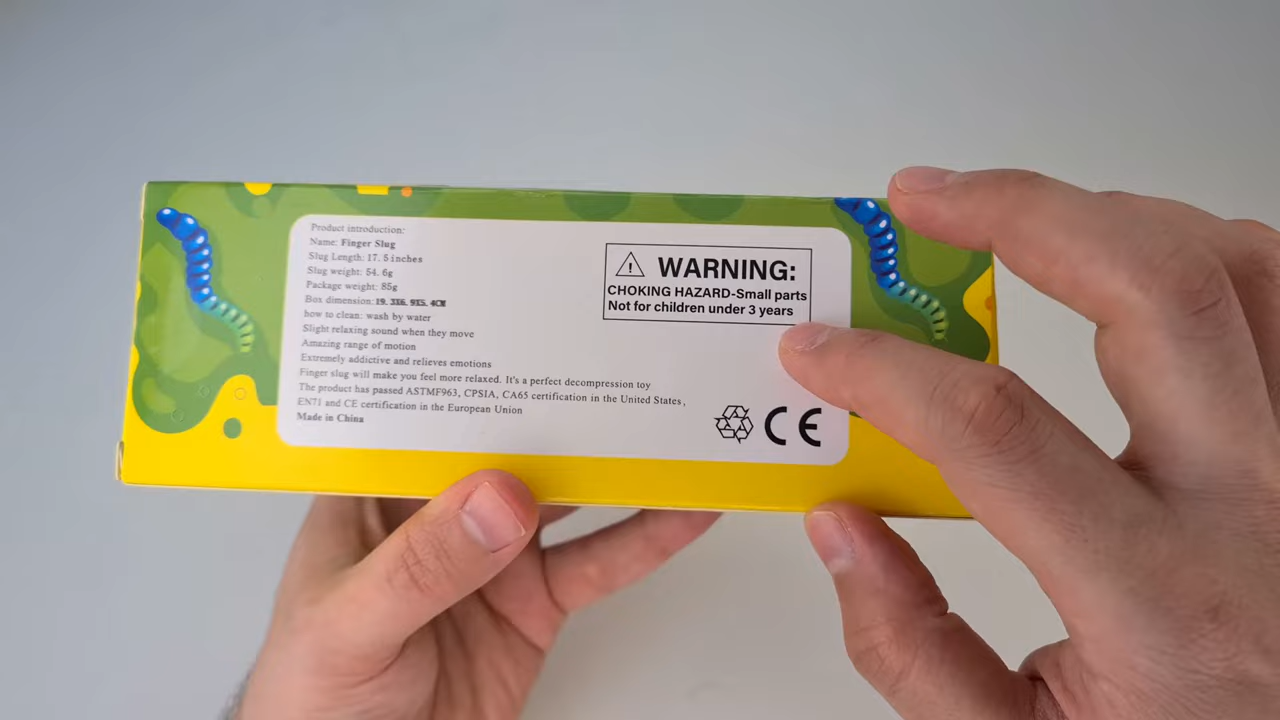 Product introduction:
Name: Finger Slug
Slug Length: 17. 5 inches
Slug weight: 54. 6g
Package weight: 85g
Box dimension:
how to clean: wash by water
Slight relaxing sound when they move
Amazing range of motion
Extremely addictive and relieves emotions
Finger slug will make you feel more relaxed. It's a perfect decompression toy
The product has passed ASTMF963, CPSIA, CA65 certification in the United States,
EN71 and CE certification in the European Union
Made in China
WARNING:
CHOKING HAZARD-Small parts
Not for children under 3 years
CE